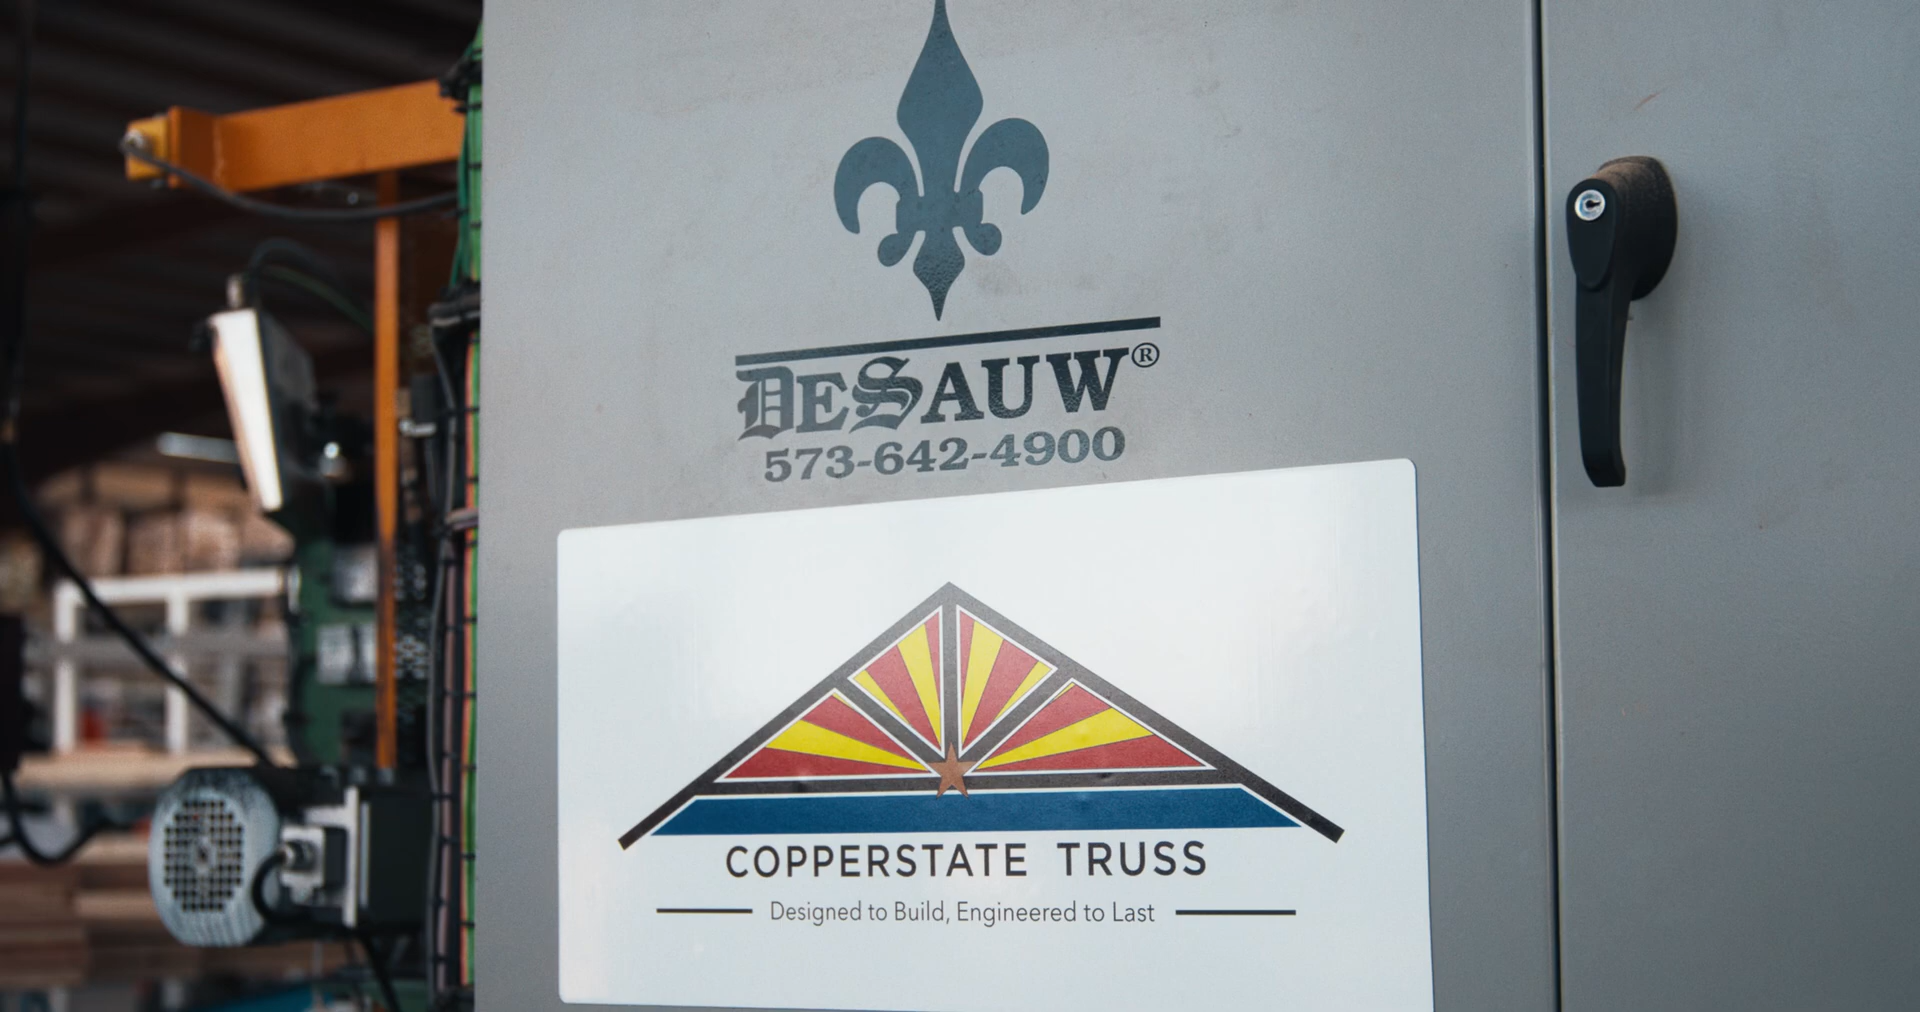 DESAUW®
573-642-4900
COPPERSTATE TRUSS
Designed to Build, Engineered to Last